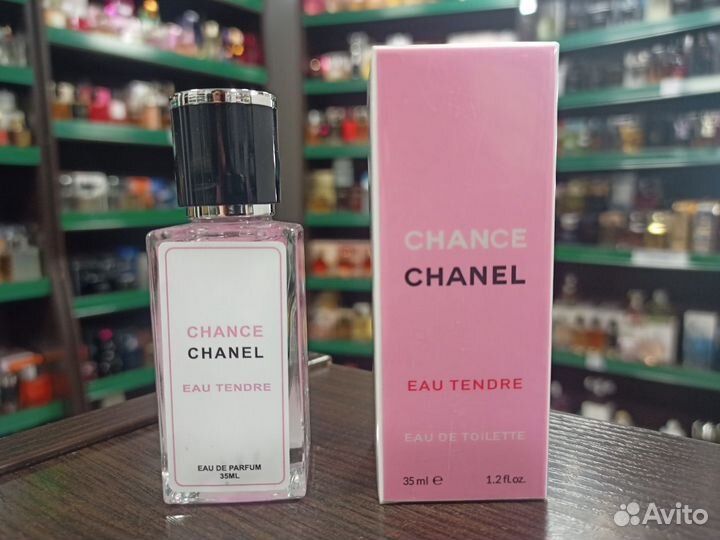 CHANCE
CHANEL
EAU TENDRE
EAU DE PARFUM
35ML
CHANCE
CHANEL
EAU TENDRE
EAU DE TOILETTE
35 ml e 1.2 fl.oz.
Avito